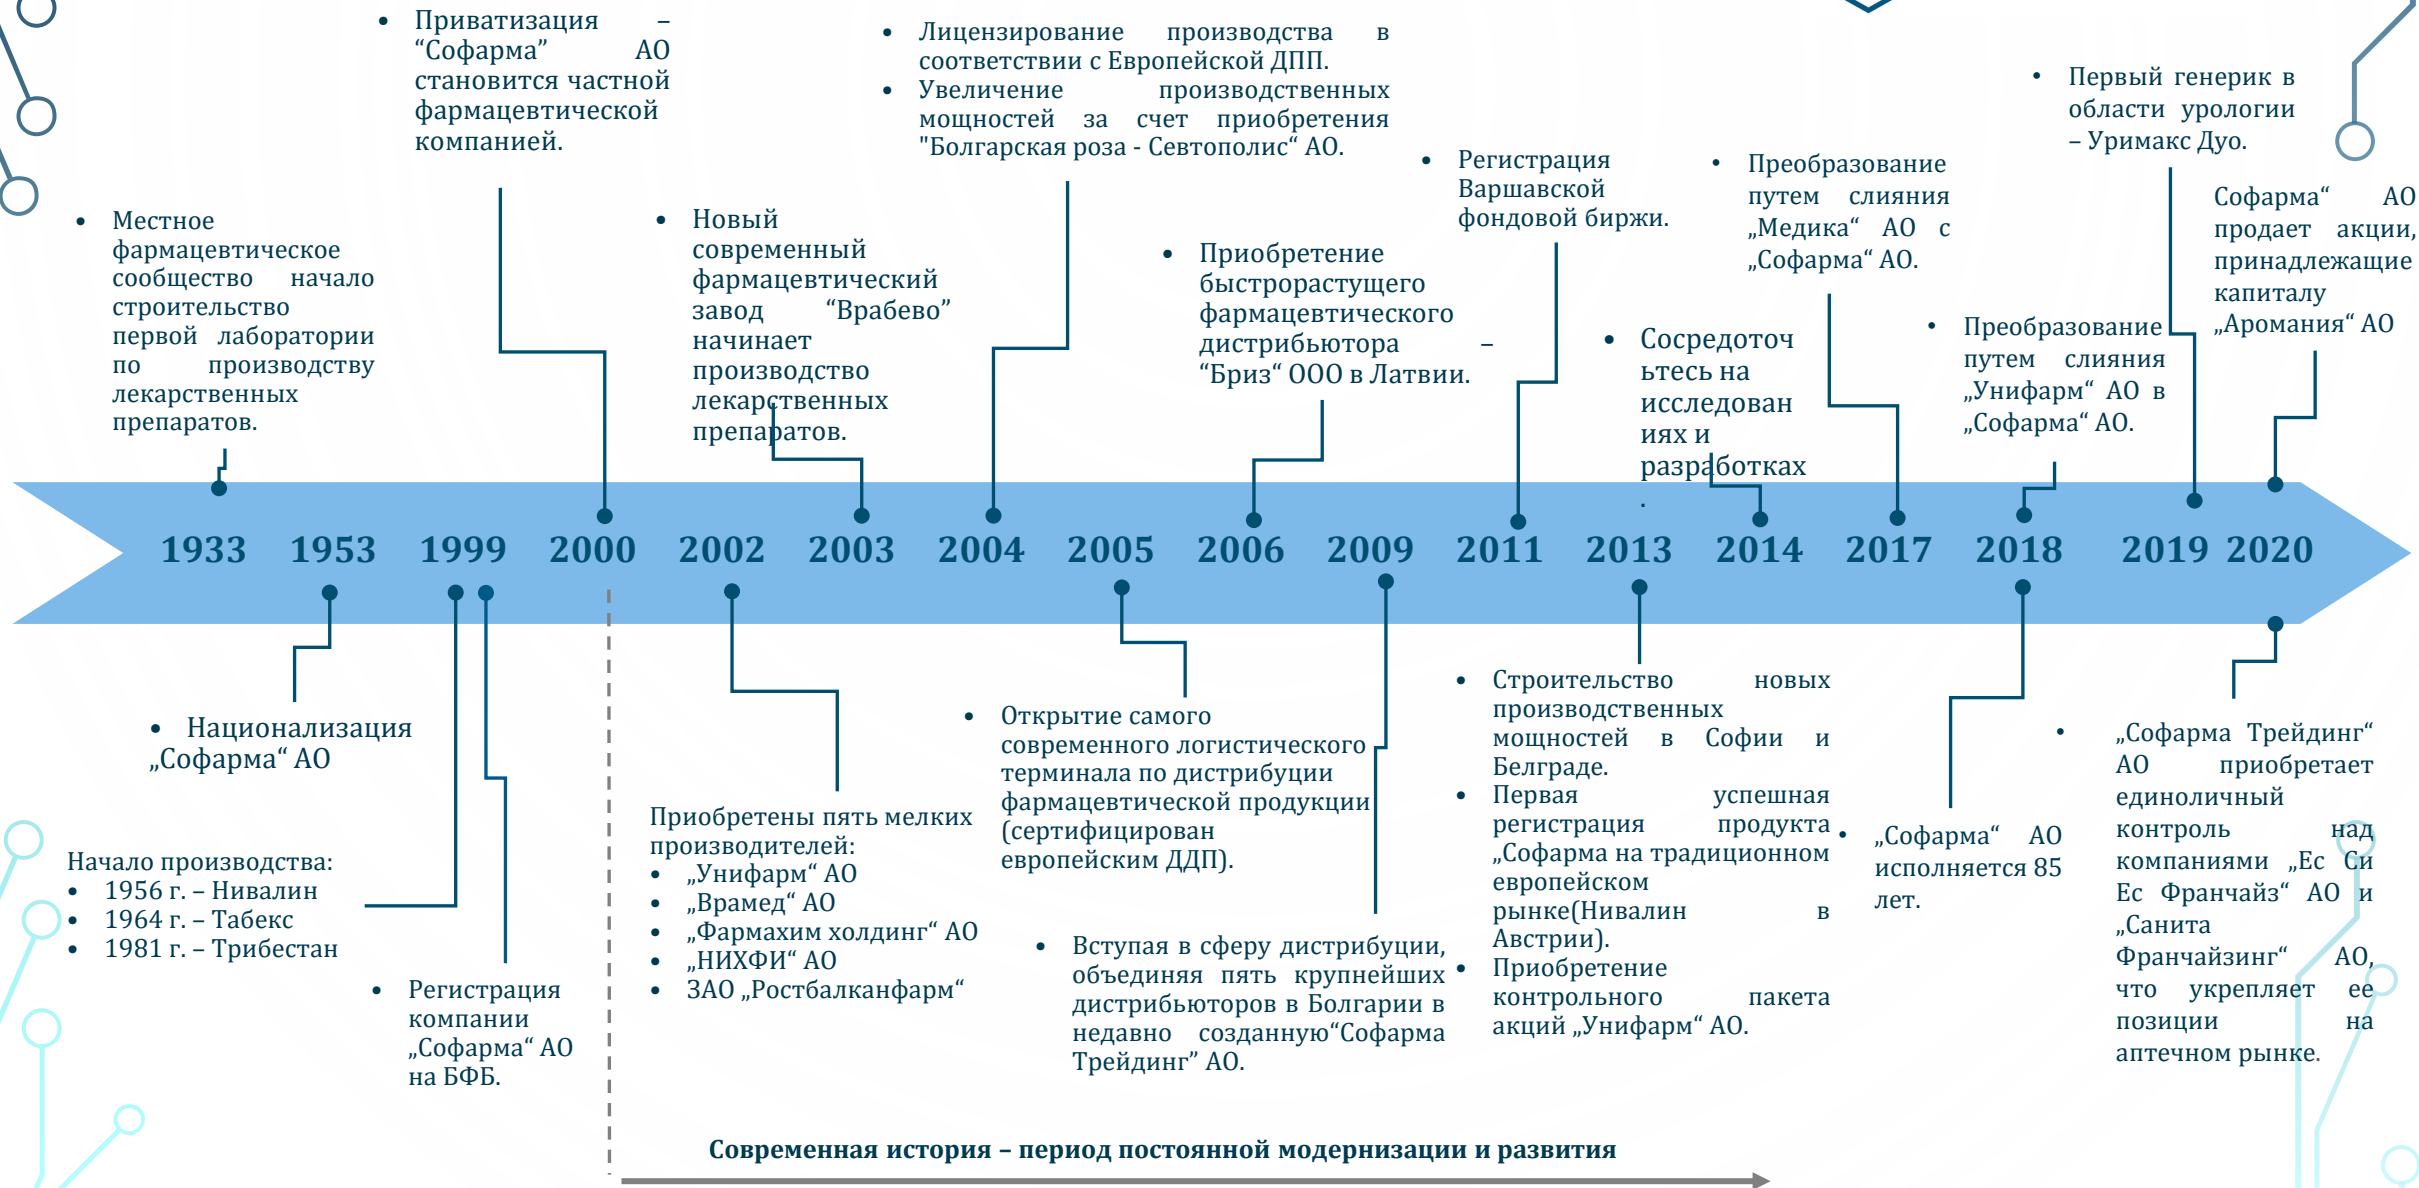 • Приватизация –
“Софарма” АО
становится частной
фармацевтической
компанией.
• Лицензирование производства в
соответствии с Европейской ДПП.
• Увеличение производственных
мощностей за счет приобретения
"Болгарская роза - Севтополис“ АО.
• Первый генерик в
области урологии
– Уримакс Дуо.
• Местное
фармацевтическое
сообщество начало
строительство
первой лаборатории
по производству
лекарственных
препаратов.
• Новый
современный
фармацевтический
завод “Врабево”
начинает
производство
лекарственных
препаратов.
• Приобретение
быстрорастущего
фармацевтического
дистрибьютора –
“Бриз“ ООО в Латвии.
• Регистрация
Варшавской
фондовой биржи.
• Сосредоточ
ьтесь на
исследован
иях и
разработках
.
• Преобразование
путем слияния
„Медика“ АО с
„Софарма“ АО.
• Преобразование
путем слияния
„Унифарм“ АО в
„Софарма“ АО.
Софарма“ АО
продает акции,
принадлежащие
капиталу
„Аромания“ АО
1933 1953 1999 2000 2002 2003 2004 2005 2006 2009 2011 2013 2014 2017 2018 2019 2020
• Национализация
„Софарма“ АО
Начало производства:
• 1956 г. – Нивалин
• 1964 г. – Табекс
• 1981 г. – Трибестан
• Регистрация
компании
„Софарма“ АО
на БФБ.
Приобретены пять мелких
производителей:
• „Унифарм“ АО
• „Врамед“ АО
• „Фармахим холдинг“ АО
• „НИХФИ“ АО
• ЗАО „Ростбалканфарм“
• Открытие самого
современного логистического
терминала по дистрибуции
фармацевтической продукции
(сертифицирован
европейским ДДП).
• Вступая в сферу дистрибуции,
объединяя пять крупнейших
дистрибьюторов в Болгарии в
недавно созданную“Софарма
Трейдинг” АО.
• Строительство новых
производственных
мощностей в Софии и
Белграде.
• Первая успешная
регистрация продукта
„Софарма на традиционном
европейском
рынке(Нивалин в
Австрии).
• Приобретение
контрольного пакета
акций „Унифарм“ АО.
• „Софарма“ АО
исполняется 85
лет.
• „Софарма Трейдинг“
АО приобретает
единоличный
контроль над
компаниями „Ес Си
Ес Франчайз“ АО и
„Санита
Франчайзинг“ АО,
что укрепляет ее
позиции на
аптечном рынке.
Современная история – период постоянной модернизации и развития